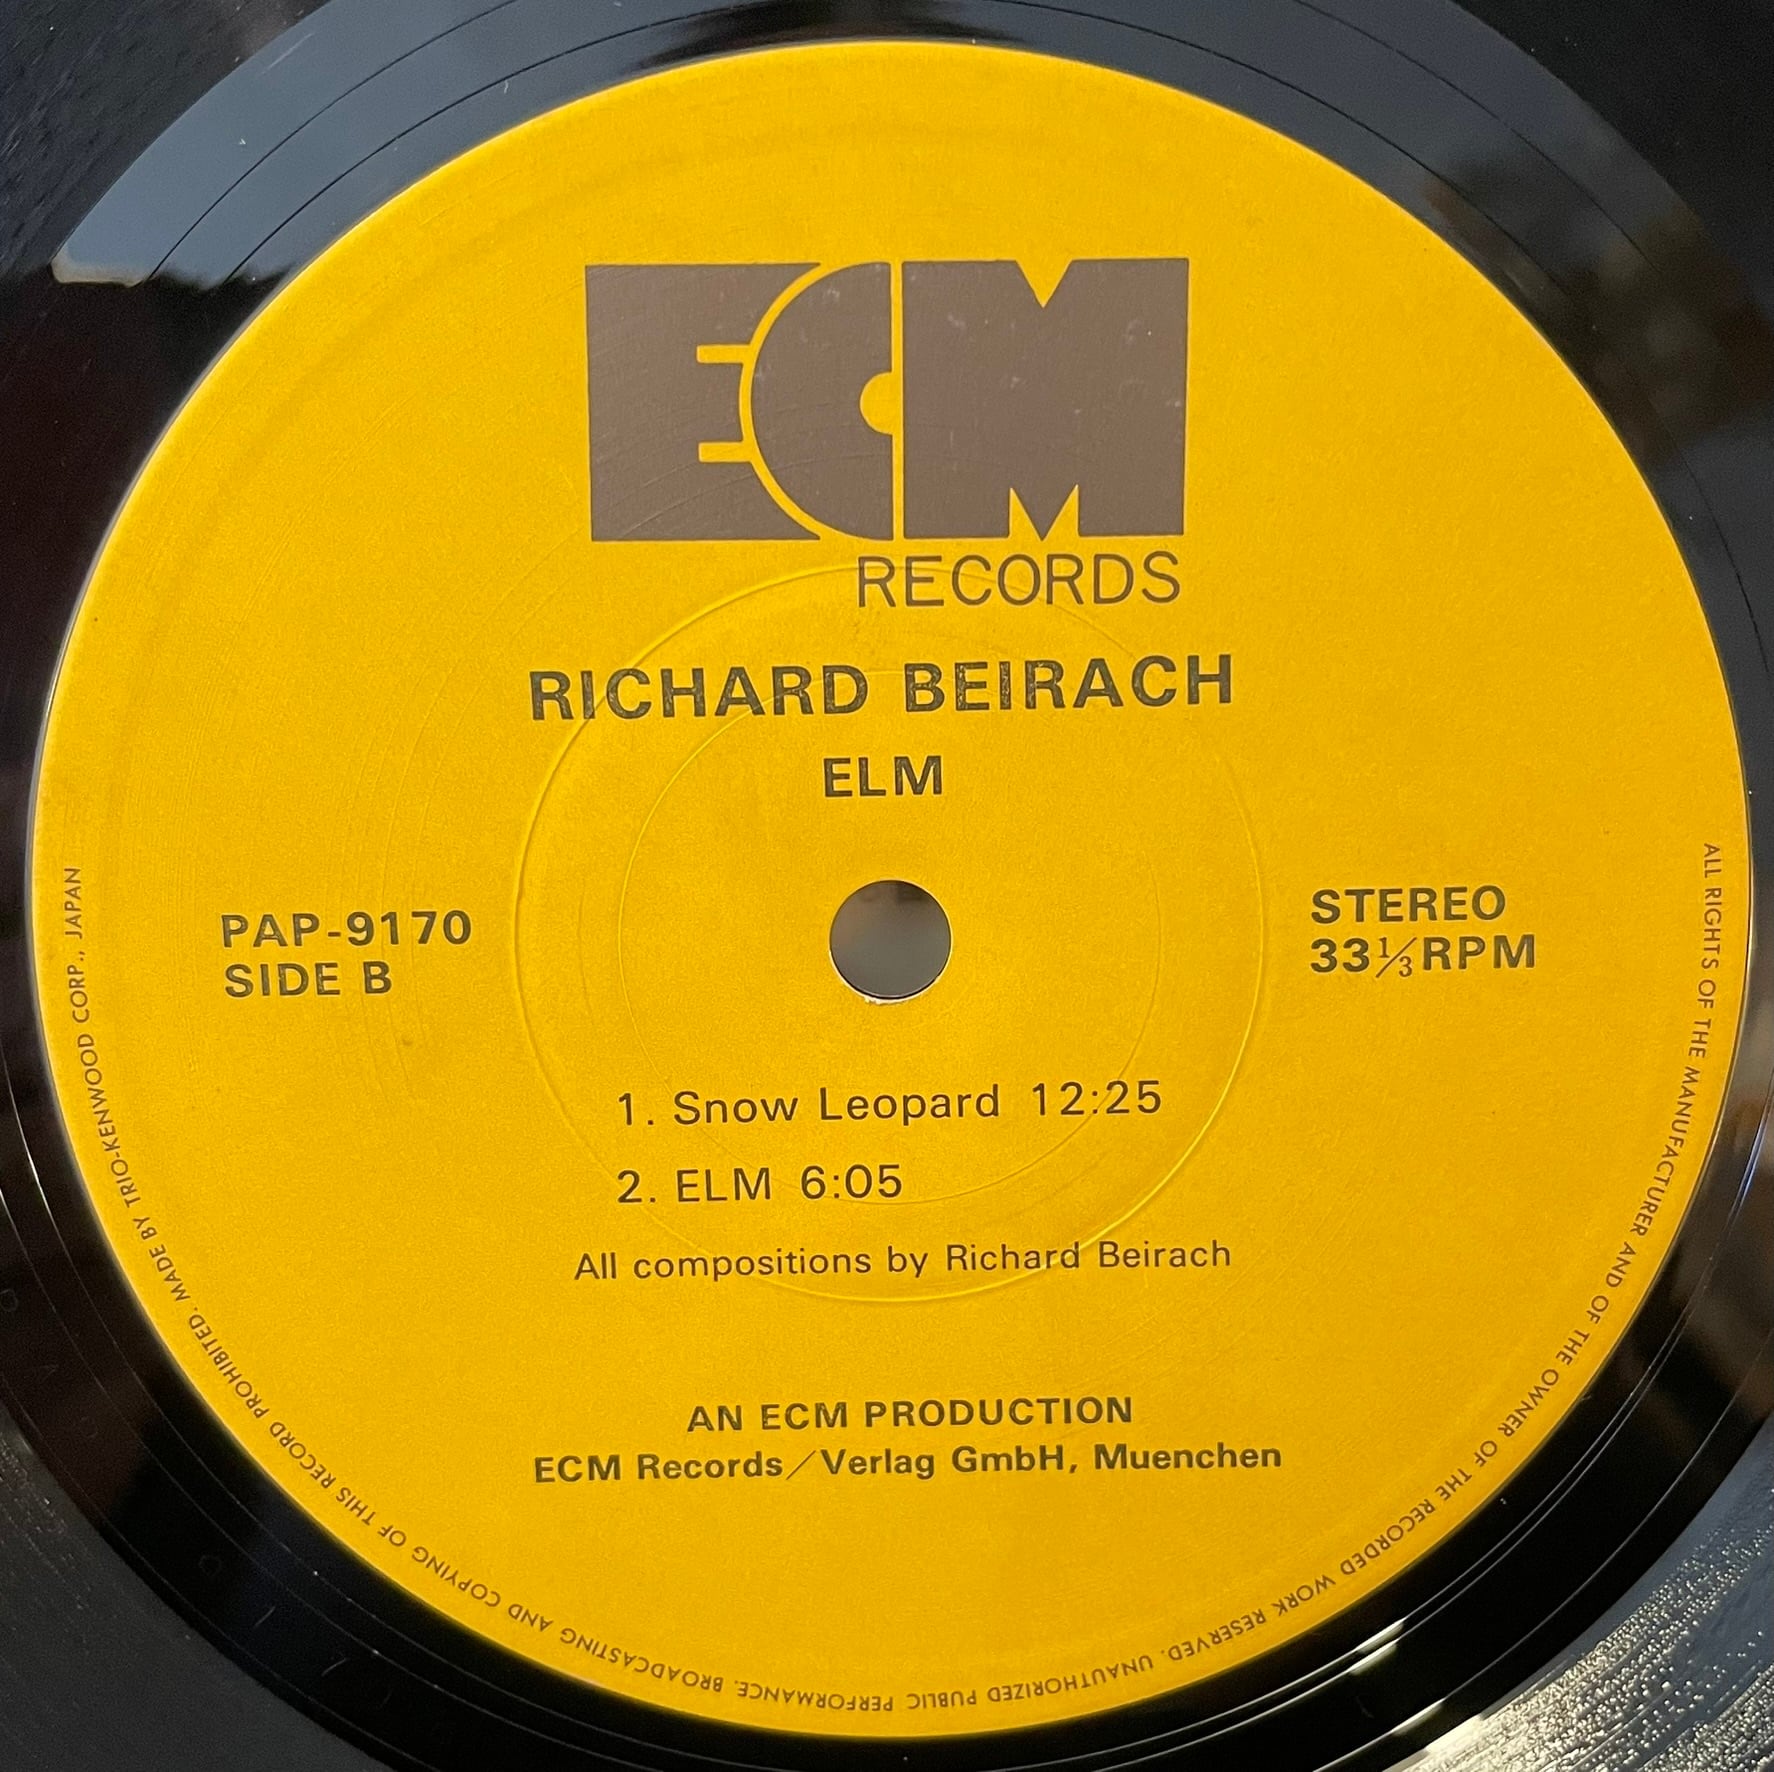 ECM
RECORDS
RICHARD BEIRACH
ELM
PAP-9170
SIDE B
STEREO
33⅓RPM
1. Snow Leopard 12:25
2. ELM 6:05
All compositions by Richard Beirach
AN ECM PRODUCTION
ECM Records/Verlag GmbH, Muenchen
ALL RIGHTS OF THE MANUFACTURER AND OF THE OWNER OF THE RECORDED WORK RESERVED. UNAUTHORIZED PUBLIC PERFORMANCE. BROADCASTING AND COPYING OF THIS RECORD PROHIBITED. MADE BY TRIO-KENWOOD CORP., JAPAN